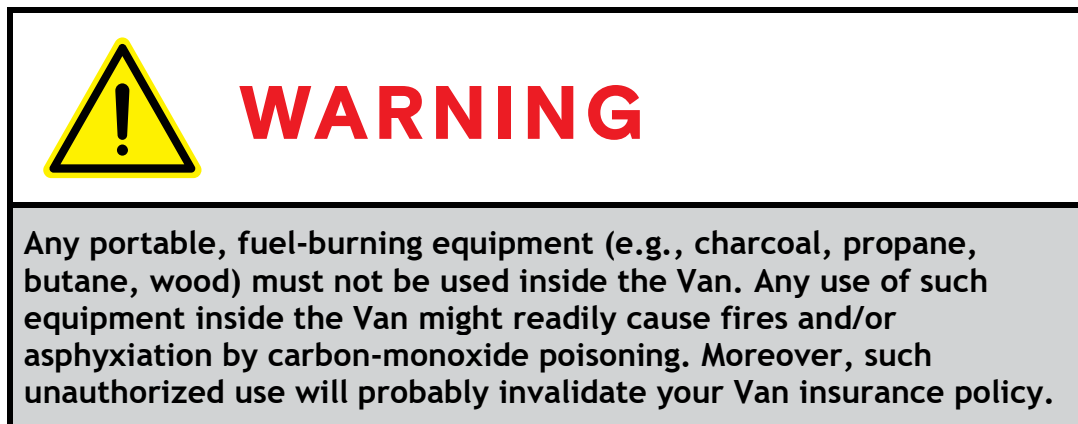 WARNING
Any portable, fuel-burning equipment (e.g., charcoal, propane,
butane, wood) must not be used inside the Van. Any use of such
equipment inside the Van might readily cause fires and/or
asphyxiation by carbon-monoxide poisoning. Moreover, such
unauthorized use will probably invalidate your Van insurance policy.